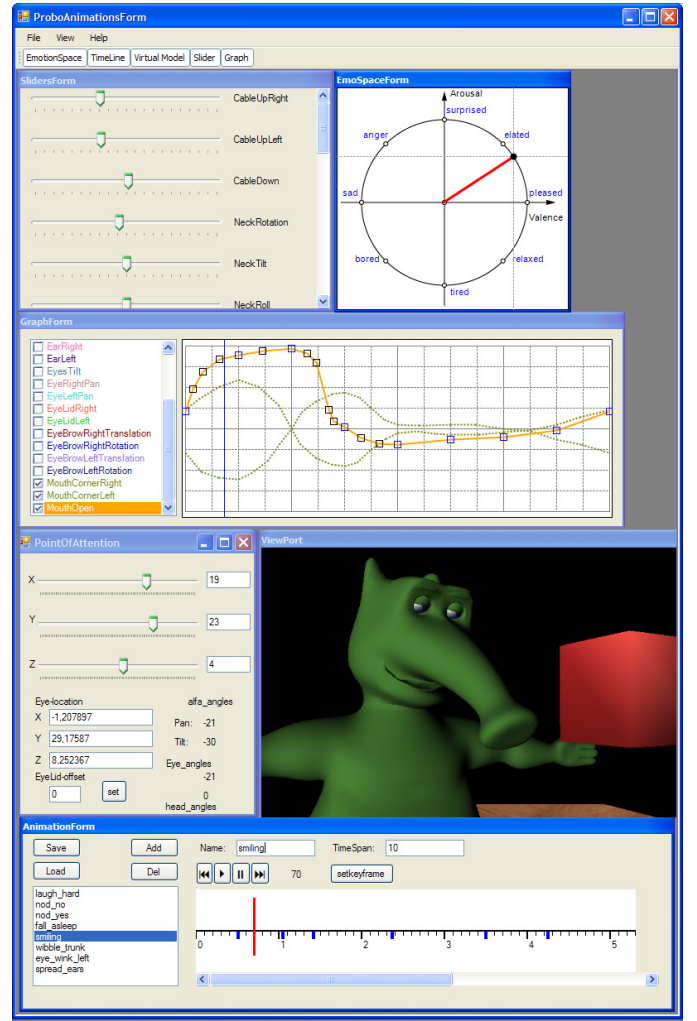 ProboAnimationsForm
File View Help
EmotionSpace TimeLine Virtual Model Slider Graph
SlidersForm
CableUpRight
CableUpLeft
CableDown
NeckRotation
NeckTilt
NeckRoll
EmoSpaceForm
Arousal
surprised
anger
elated
sad
pleased
Valence
bored
relaxed
tired
GraphForm
EarRight
EarLeft
EyesTilt
EyeRightPan
EyeLeftPan
EyeLidRight
EyeLidLeft
EyeBrowRightTranslation
EyeBrowRightRotation
EyeBrowLeftTranslation
EyeBrowLeftRotation
MouthCornerRight
MouthCornerLeft
MouthOpen
PointOfAttention
X 19
Y 23
Z 4
Eye-location alfa_angles
X -1,207897 Pan: -21
Y 29,17587 Tilt: -30
Z 8,252367 Eye_angles
EyeLid-offset -21
0 set 0
head_angles
ViewPort
AnimationForm
Save Add Name: smiling TimeSpan: 10
Load Del 70 setkeyframe
laugh_hard
nod_no
nod_yes
fall_asleep
smiling
wibble_trunk
eye_wink_left
spread_ears
0 1 2 3 4 5